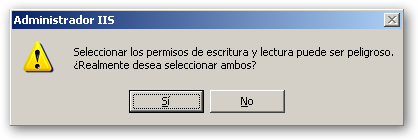 Administrador IIS
Seleccionar los permisos de escritura y lectura puede ser peligroso.
¿Realmente desea seleccionar ambos?
Sí No